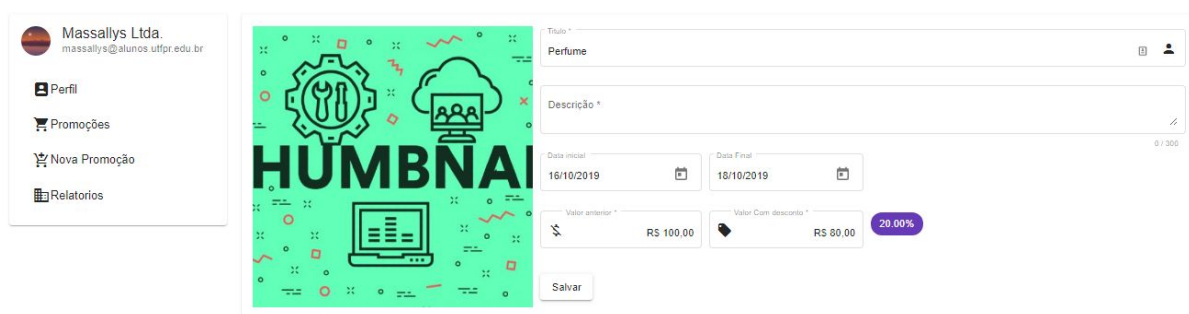 Massallys Ltda.
massallys@alunos.utfpr.edu.br
Perfil
Promoções
Nova Promoção
Relatorios
HUMBNAI
Titulo *
Perfume
Descrição *
0 / 300
Data inicial
16/10/2019
Data Final
18/10/2019
Valor anterior *
R$ 100,00
Valor Com desconto *
R$ 80,00
20.00%
Salvar